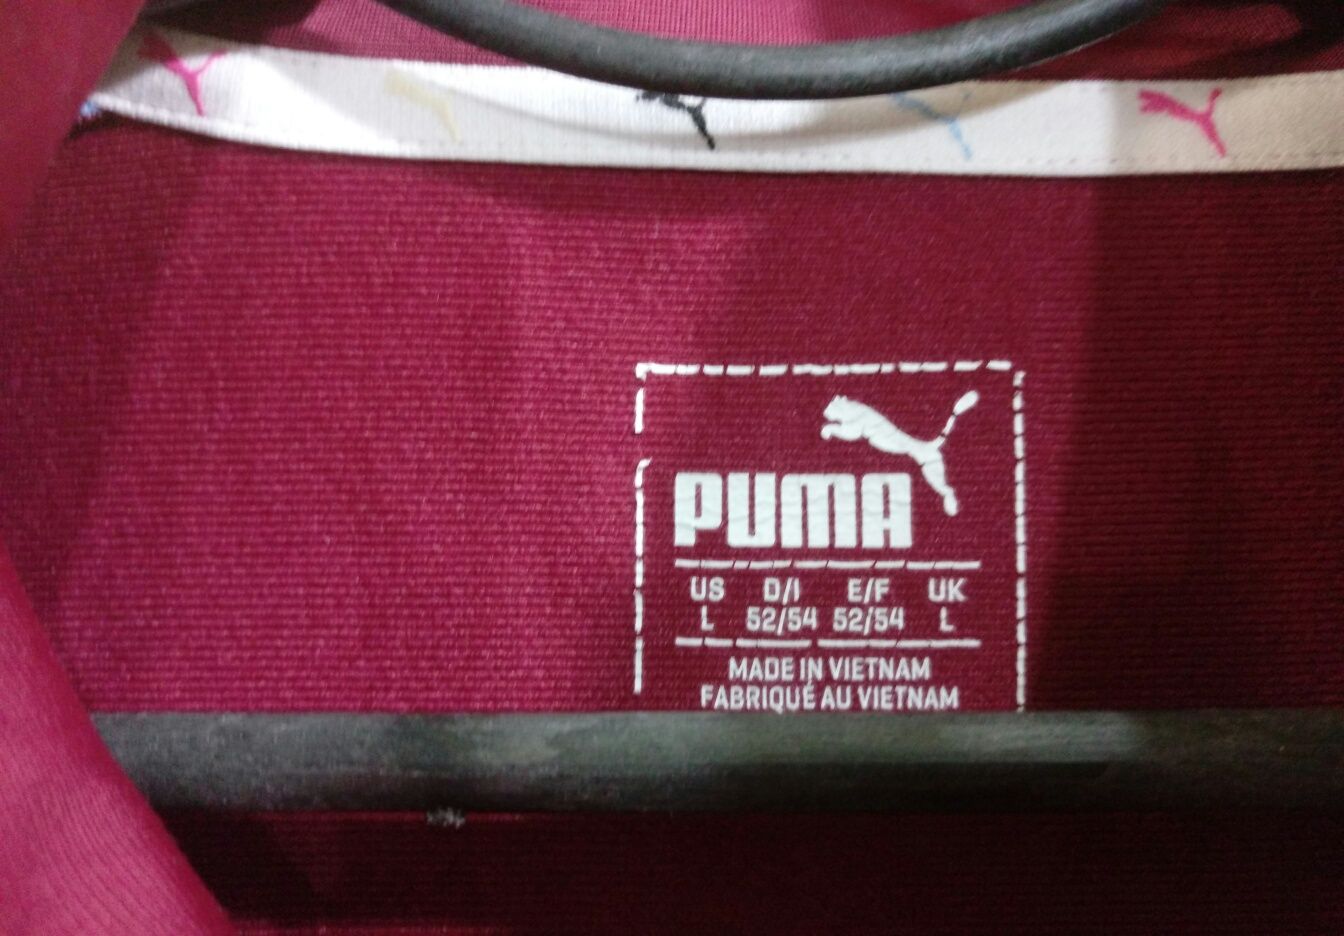 PUMA
US D/I E/F UK
L 52/54 52/54 L
MADE IN VIETNAM
FABRIQUÉ AU VIETNAM